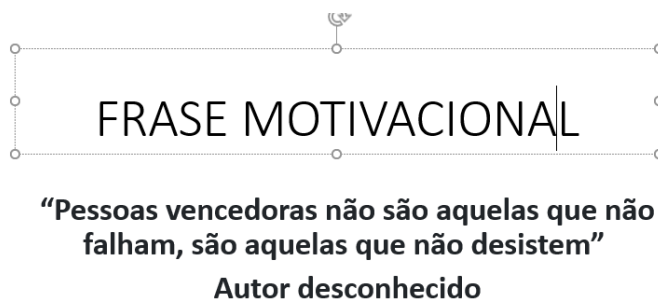 FRASE MOTIVACIONAL
“Pessoas vencedoras não são aquelas que não
falham, são aquelas que não desistem”
Autor desconhecido